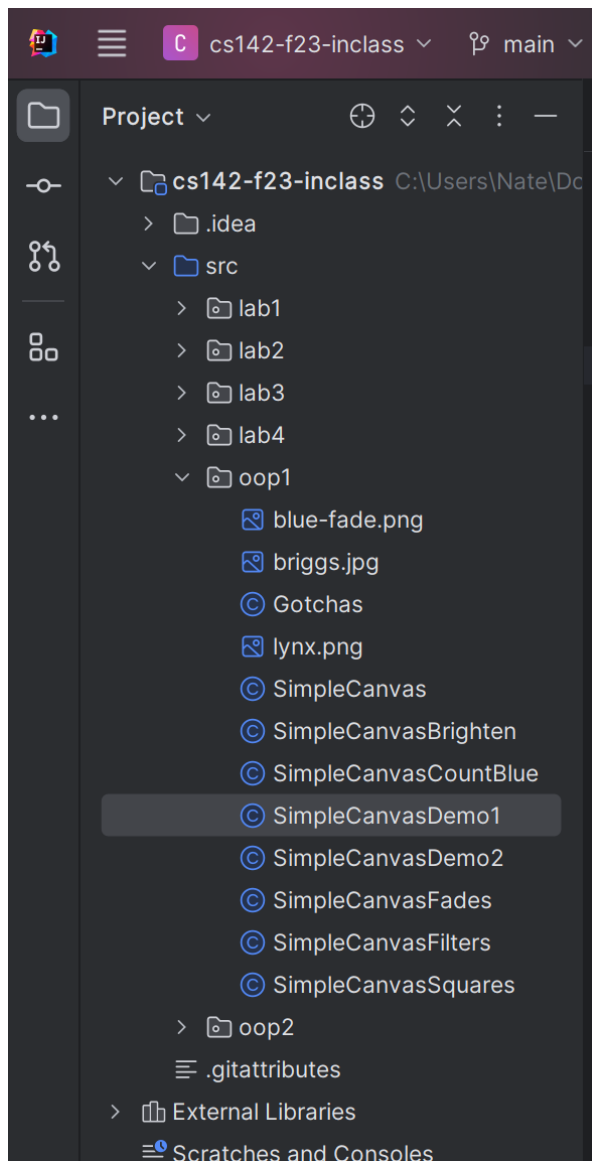 C cs142-f23-inclass main
Project
cs142-f23-inclass C:\Users\Nate\Do
.idea
src
lab1
lab2
lab3
lab4
oop1
blue-fade.png
briggs.jpg
Gotchas
lynx.png
SimpleCanvas
SimpleCanvasBrighten
SimpleCanvasCountBlue
SimpleCanvasDemo1
SimpleCanvasDemo2
SimpleCanvasFades
SimpleCanvasFilters
SimpleCanvasSquares
oop2
.gitattributes
External Libraries
Scratches and Consoles